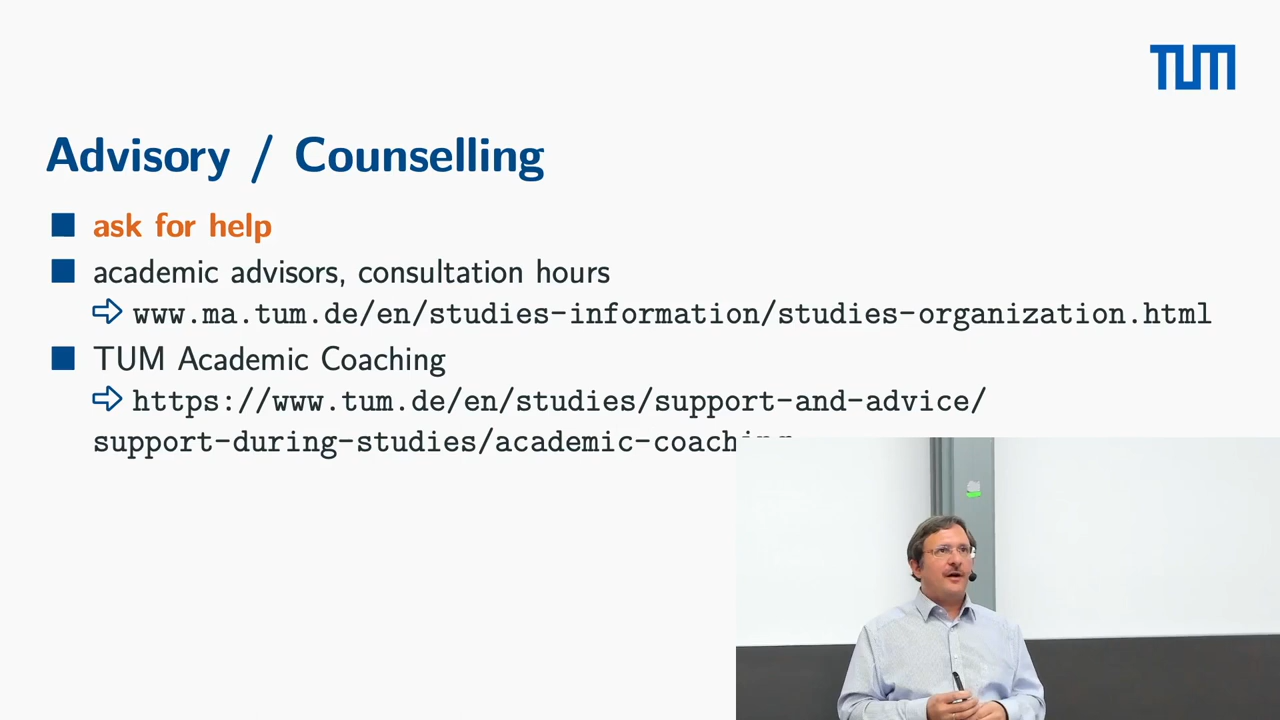 TUM
Advisory / Counselling
ask for help
academic advisors, consultation hours
www.ma.tum.de/en/studies-information/studies-organization.html
TUM Academic Coaching
https://www.tum.de/en/studies/support-and-advice/
support-during-studies/academic-coaching